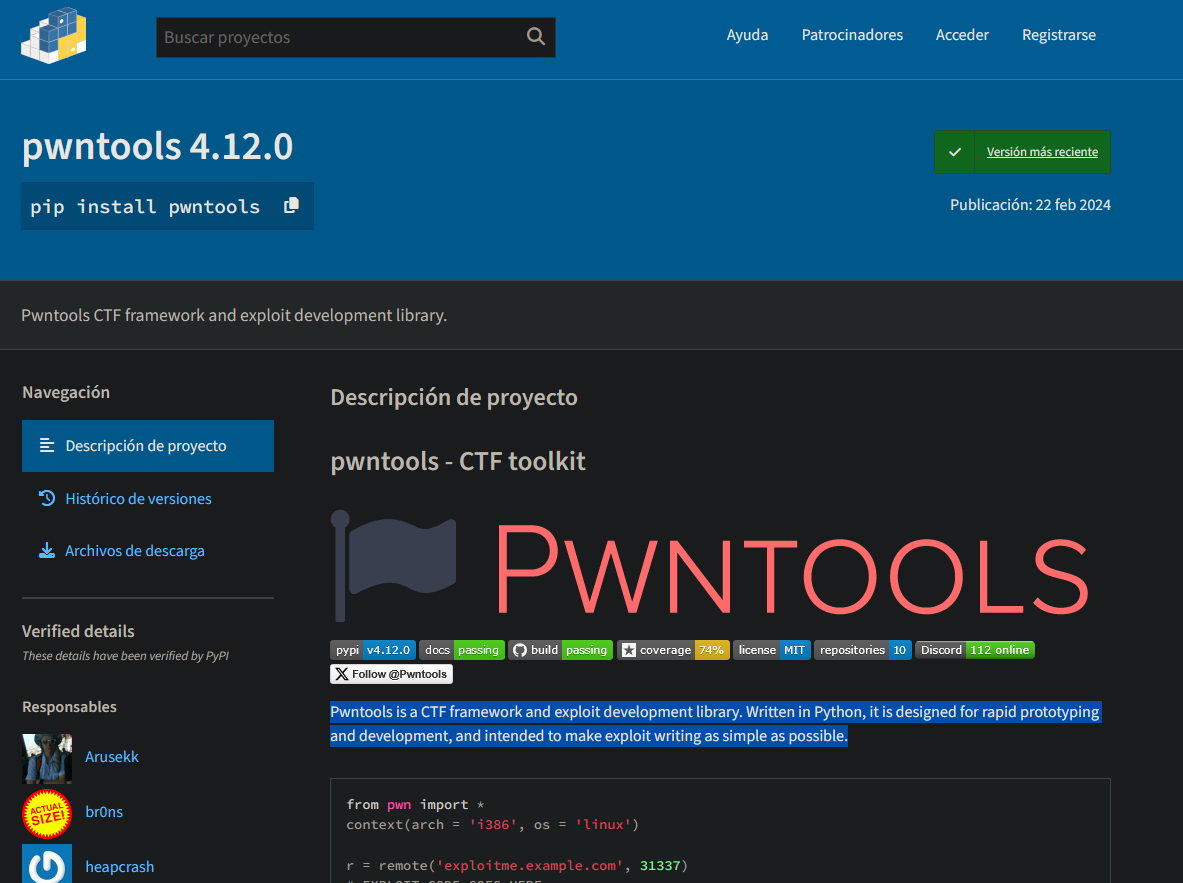 Buscar proyectos
Ayuda
Patrocinadores
Acceder
Registrarse
pwntools 4.12.0
Versión más reciente
pip install pwntools
Publicación: 22 feb 2024
Pwntools CTF framework and exploit development library.
Navegación
Descripción de proyecto
Histórico de versiones
Archivos de descarga
Verified details
These details have been verified by PyPI
Responsables
Arusekk
ACTUAL
SIZE!
br0ns
heapcrash
Descripción de proyecto
pwntools - CTF toolkit
PWNTOOLS
pypi v4.12.0 docs passing build passing coverage 74% license MIT repositories 10 Discord 112 online
X Follow @Pwntools
Pwntools is a CTF framework and exploit development library. Written in Python, it is designed for rapid prototyping
and development, and intended to make exploit writing as simple as possible.
from pwn import *
context(arch = 'i386', os = 'linux')
r = remote('exploitme.example.com', 31337)
# EXPLOIT CODE GOES HERE